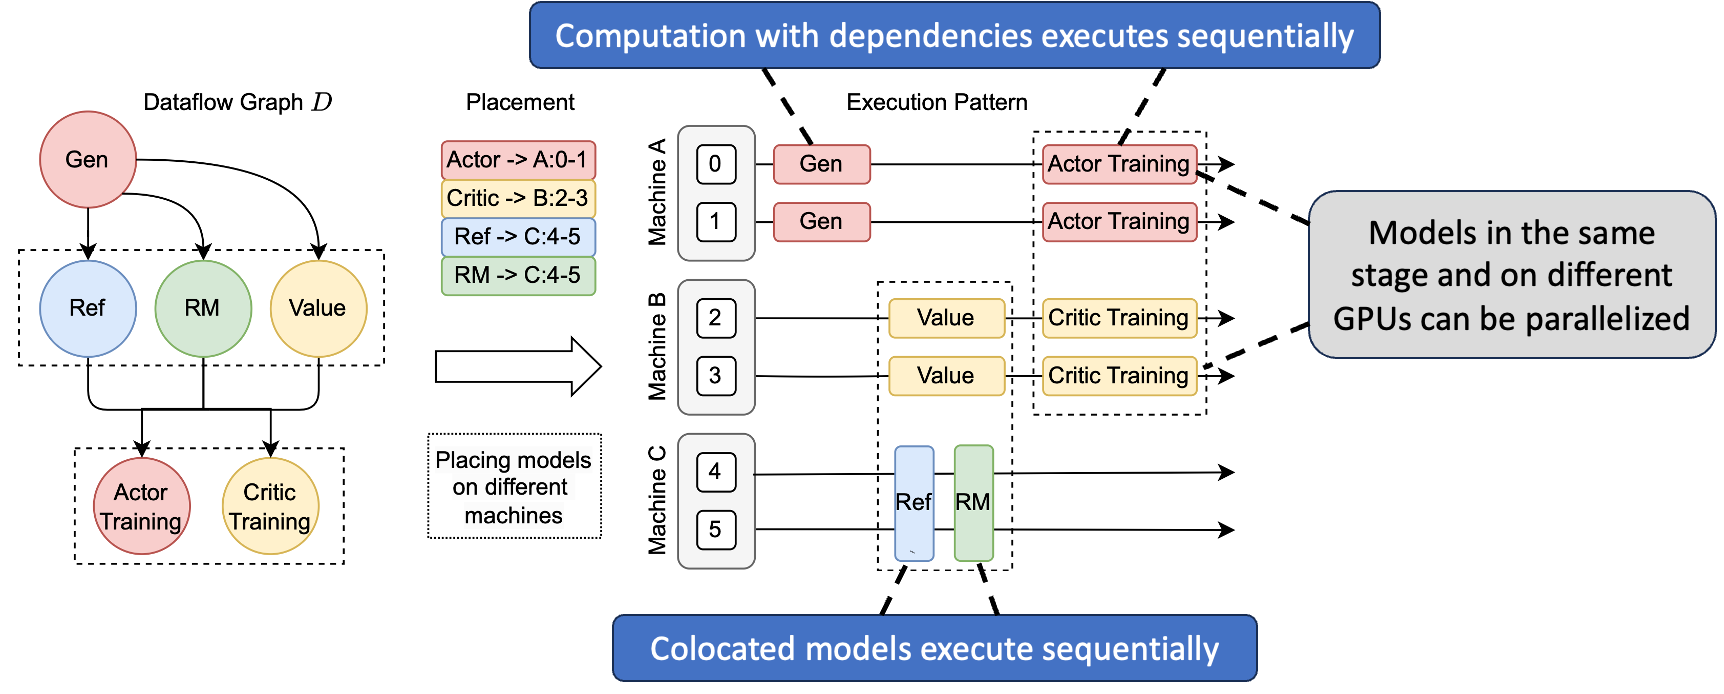 Computation with dependencies executes sequentially
Dataflow Graph D
Placement
Execution Pattern
Gen
Ref
RM
Value
Actor
Training
Critic
Training
Actor -> A:0-1
Critic -> B:2-3
Ref -> C:4-5
RM -> C:4-5
Placing models
on different
machines
Machine A
0
Gen
Actor Training
1
Gen
Actor Training
Machine B
2
Value
Critic Training
3
Value
Critic Training
Machine C
4
5
Ref
RM
Models in the same
stage and on different
GPUs can be parallelized
Colocated models execute sequentially